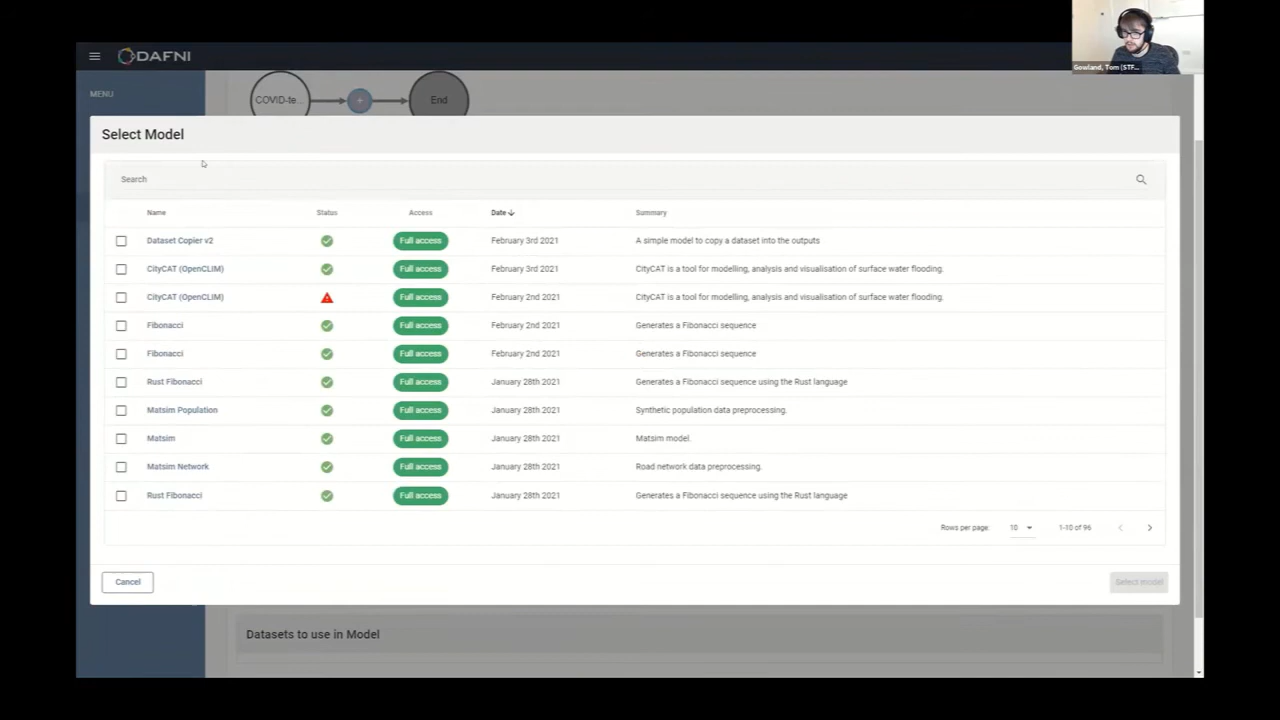 DAFNI
Gowland, Tom (STF...
MENU
COVID-te... + End
Select Model
Search
Name Status Access Date Summary
Dataset Copier v2 Full access February 3rd 2021 A simple model to copy a dataset into the outputs
CityCAT (OpenCLIM) Full access February 3rd 2021 CityCAT is a tool for modelling, analysis and visualisation of surface water flooding.
CityCAT (OpenCLIM) Full access February 2nd 2021 CityCAT is a tool for modelling, analysis and visualisation of surface water flooding.
Fibonacci Full access February 2nd 2021 Generates a Fibonacci sequence
Fibonacci Full access February 2nd 2021 Generates a Fibonacci sequence
Rust Fibonacci Full access January 28th 2021 Generates a Fibonacci sequence using the Rust language
Matsim Population Full access January 28th 2021 Synthetic population data preprocessing.
Matsim Full access January 28th 2021 Matsim model.
Matsim Network Full access January 28th 2021 Road network data preprocessing.
Rust Fibonacci Full access January 28th 2021 Generates a Fibonacci sequence using the Rust language
Rows per page: 10 1-10 of 96
Cancel Select model
Datasets to use in Model